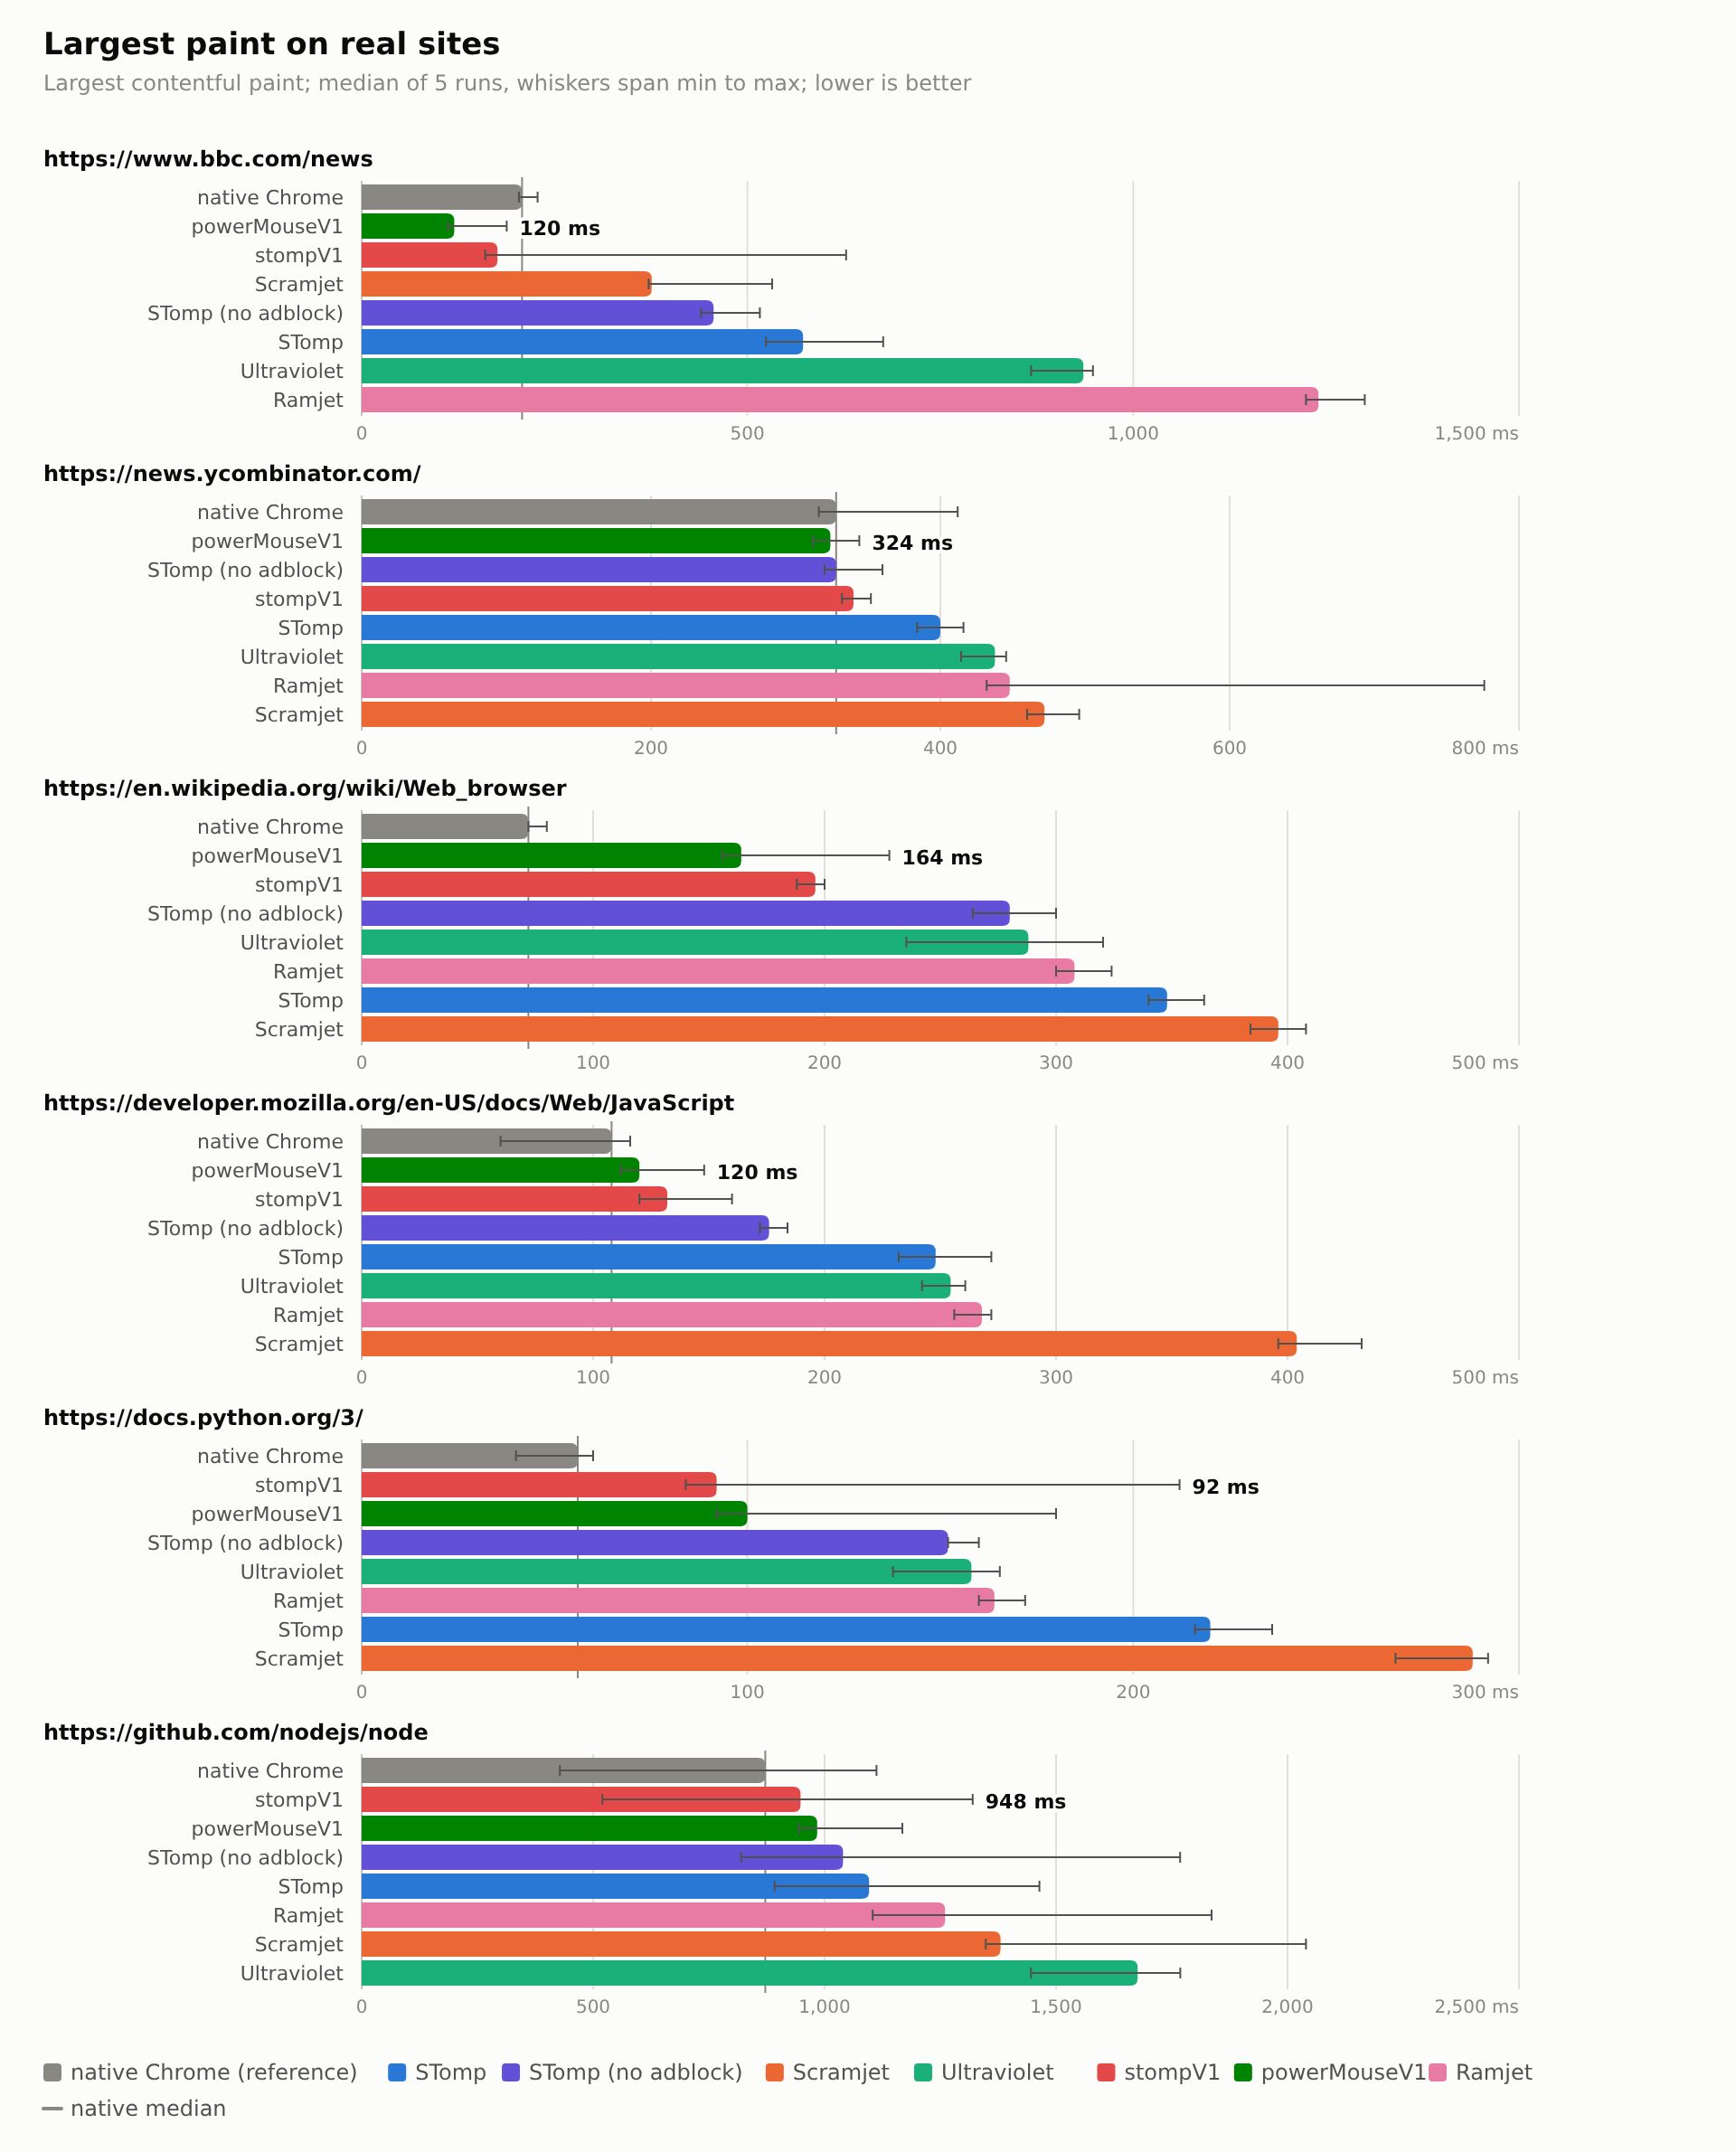 Largest paint on real sites
Largest contentful paint; median of 5 runs, whiskers span min to max; lower is better
https://www.bbc.com/news
native Chrome
powerMouseV1 120 ms
stompV1
Scramjet
STomp (no adblock)
STomp
Ultraviolet
Ramjet
0 500 1,000 1,500 ms
https://news.ycombinator.com/
native Chrome
powerMouseV1 324 ms
STomp (no adblock)
stompV1
STomp
Ultraviolet
Ramjet
Scramjet
0 200 400 600 800 ms
https://en.wikipedia.org/wiki/Web_browser
native Chrome
powerMouseV1 164 ms
stompV1
STomp (no adblock)
Ultraviolet
Ramjet
STomp
Scramjet
0 100 200 300 400 500 ms
https://developer.mozilla.org/en-US/docs/Web/JavaScript
native Chrome
powerMouseV1 120 ms
stompV1
STomp (no adblock)
STomp
Ultraviolet
Ramjet
Scramjet
0 100 200 300 400 500 ms
https://docs.python.org/3/
native Chrome
stompV1 92 ms
powerMouseV1
STomp (no adblock)
Ultraviolet
Ramjet
STomp
Scramjet
0 100 200 300 ms
https://github.com/nodejs/node
native Chrome
stompV1 948 ms
powerMouseV1
STomp (no adblock)
STomp
Ramjet
Scramjet
Ultraviolet
0 500 1,000 1,500 2,000 2,500 ms
native Chrome (reference) STomp STomp (no adblock) Scramjet Ultraviolet stompV1 powerMouseV1 Ramjet
native median